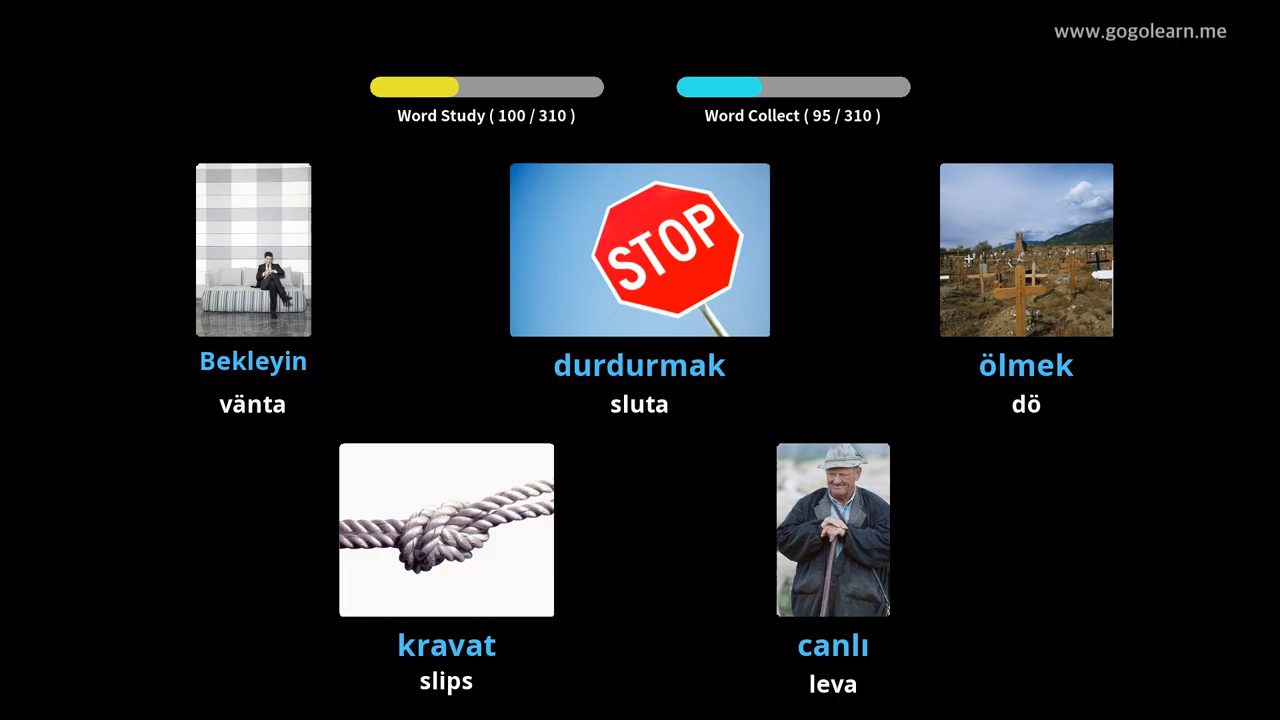 www.gogolearn.me
Word Study ( 100 / 310 )
Word Collect ( 95 / 310 )
STOP
Bekleyin
durdurmak
ölmek
vänta
sluta
dö
kravat
canlı
slips
leva